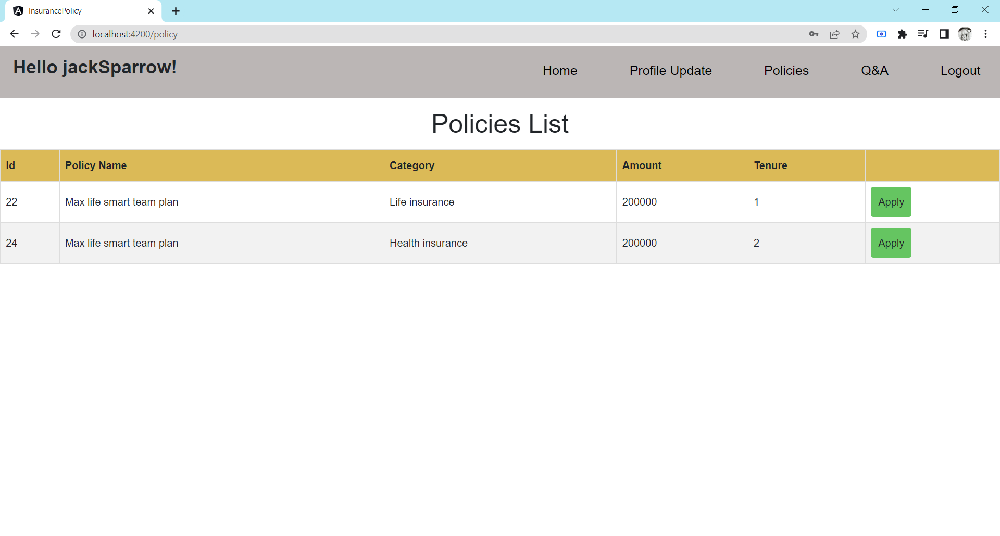 InsurancePolicy
localhost:4200/policy
Hello jackSparrow!
Home Profile Update Policies Q&A Logout
Policies List
Id Policy Name Category Amount Tenure
22 Max life smart team plan Life insurance 200000 1 Apply
24 Max life smart team plan Health insurance 200000 2 Apply